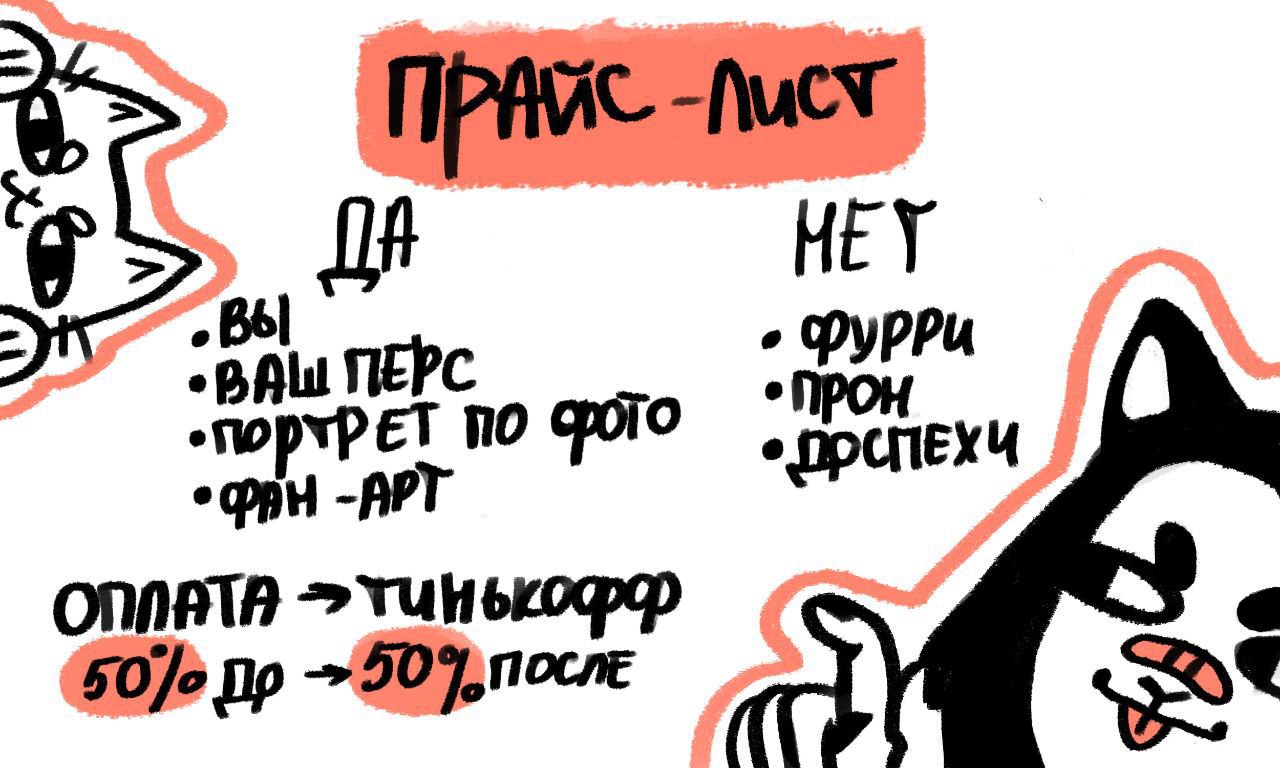 ПРАЙС-ЛИСТ
ДА
• ВЫ
• ВАШ ПЕРС
• ПОРТРЕТ ПО ФОТО
• ФАН-АРТ
НЕТ
• ФУРРИ
• ПРОН
• ДОСПЕХИ
ОПЛАТА → ТИНЬКОФФ
50% ДО → 50% ПОСЛЕ